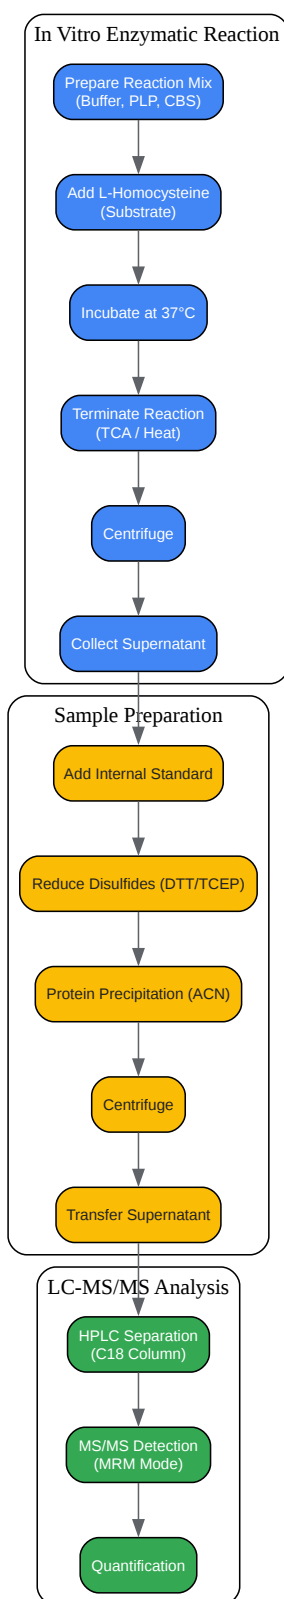 In Vitro Enzymatic Reaction
Prepare Reaction Mix
(Buffer, PLP, CBS)
Add L-Homocysteine
(Substrate)
Incubate at 37°C
Terminate Reaction
(TCA / Heat)
Centrifuge
Collect Supernatant
Sample Preparation
Add Internal Standard
Reduce Disulfides (DTT/TCEP)
Protein Precipitation (ACN)
Centrifuge
Transfer Supernatant
LC-MS/MS Analysis
HPLC Separation
(C18 Column)
MS/MS Detection
(MRM Mode)
Quantification